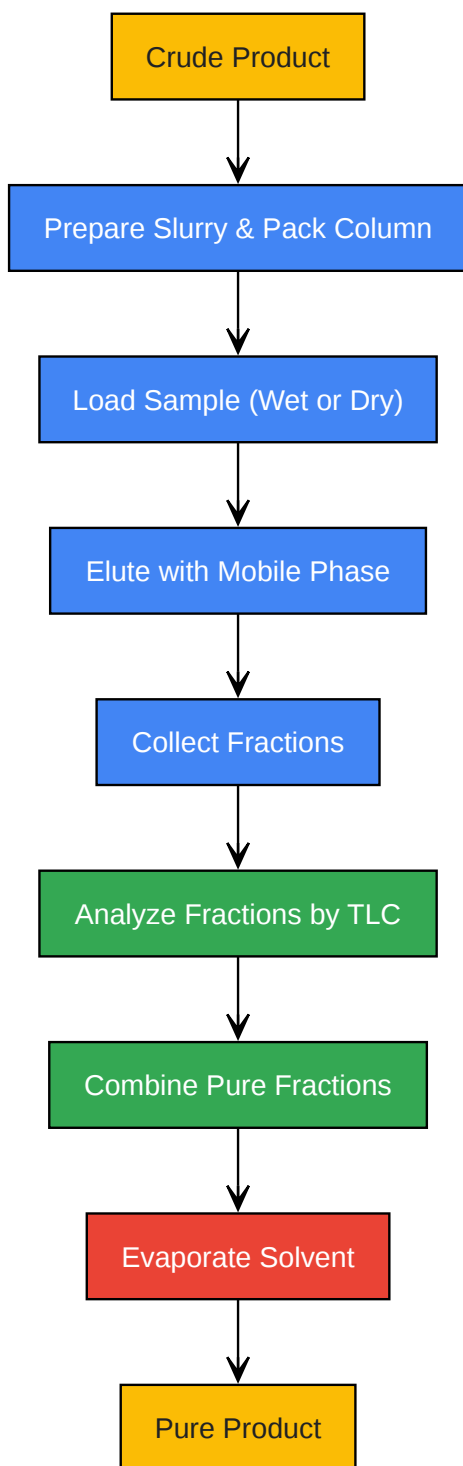 Crude Product
Prepare Slurry & Pack Column
Load Sample (Wet or Dry)
Elute with Mobile Phase
Collect Fractions
Analyze Fractions by TLC
Combine Pure Fractions
Evaporate Solvent
Pure Product